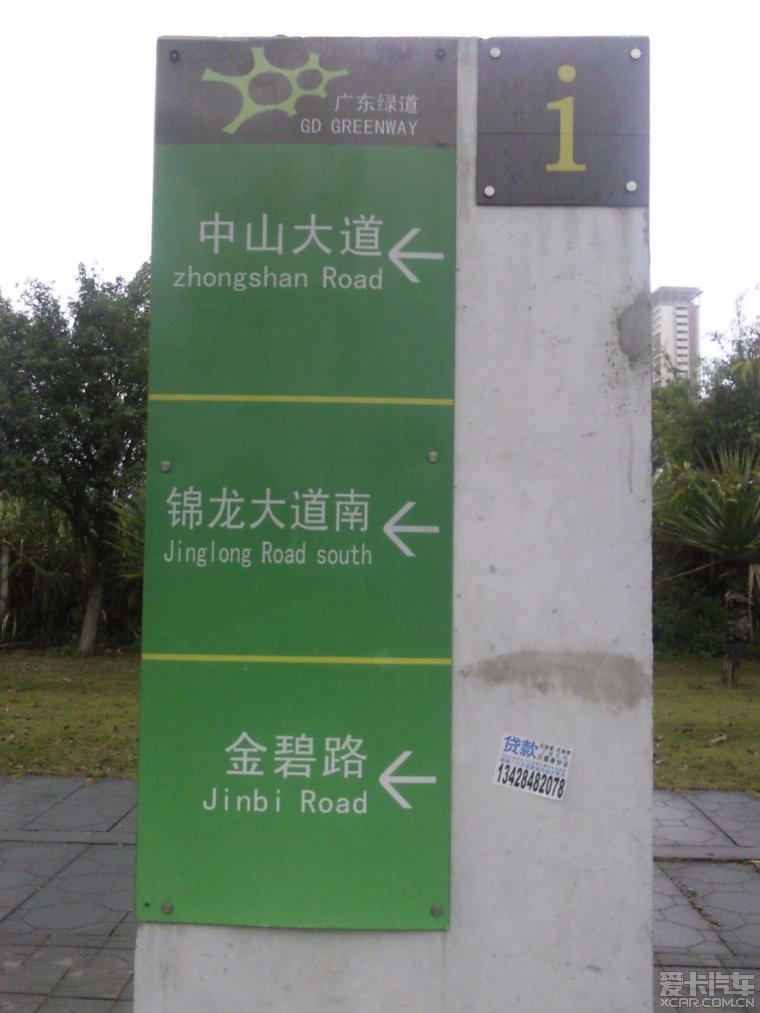 广东绿道
GD GREENWAY
i
中山大道
zhongshan Road
锦龙大道南
Jinglong Road south
金碧路
Jinbi Road
贷款
13428482078
爱卡汽车
XCAR.COM.CN